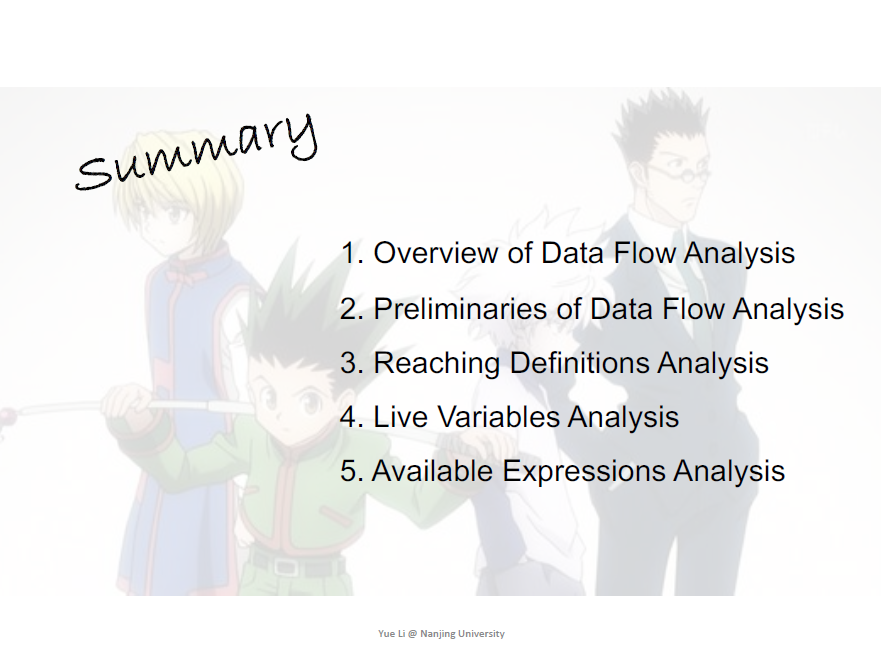 Summary
1. Overview of Data Flow Analysis
2. Preliminaries of Data Flow Analysis
3. Reaching Definitions Analysis
4. Live Variables Analysis
5. Available Expressions Analysis
Yue Li @ Nanjing University